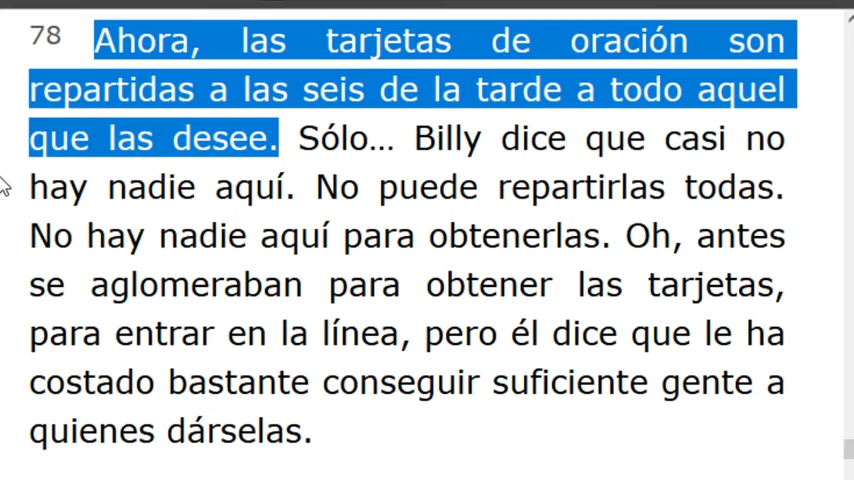 78 Ahora, las tarjetas de oración son
repartidas a las seis de la tarde a todo aquel
que las desee. Sólo... Billy dice que casi no
hay nadie aquí. No puede repartirlas todas.
No hay nadie aquí para obtenerlas. Oh, antes
se aglomeraban para obtener las tarjetas,
para entrar en la línea, pero él dice que le ha
costado bastante conseguir suficiente gente a
quienes dárselas.